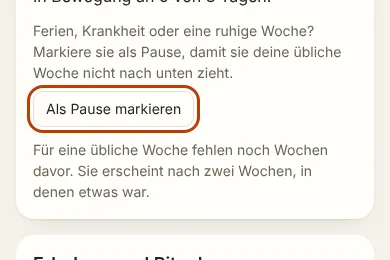 Ferien, Krankheit oder eine ruhige Woche?
Markiere sie als Pause, damit sie deine übliche
Woche nicht nach unten zieht.
Als Pause markieren
Für eine übliche Woche fehlen noch Wochen
davor. Sie erscheint nach zwei Wochen, in
denen etwas war.